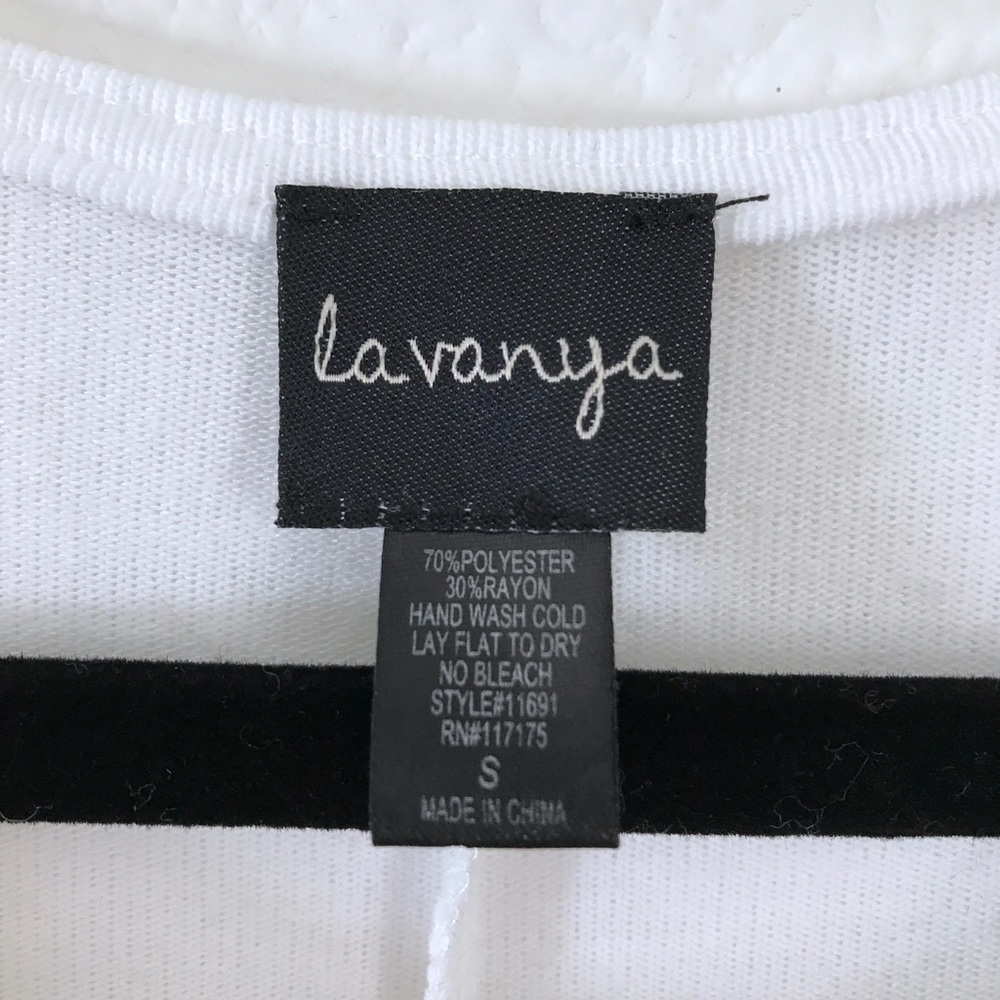 lavanya
70%POLYESTER
30%RAYON
HAND WASH COLD
LAY FLAT TO DRY
NO BLEACH
STYLE#11691
RN#117175
S
MADE IN CHINA